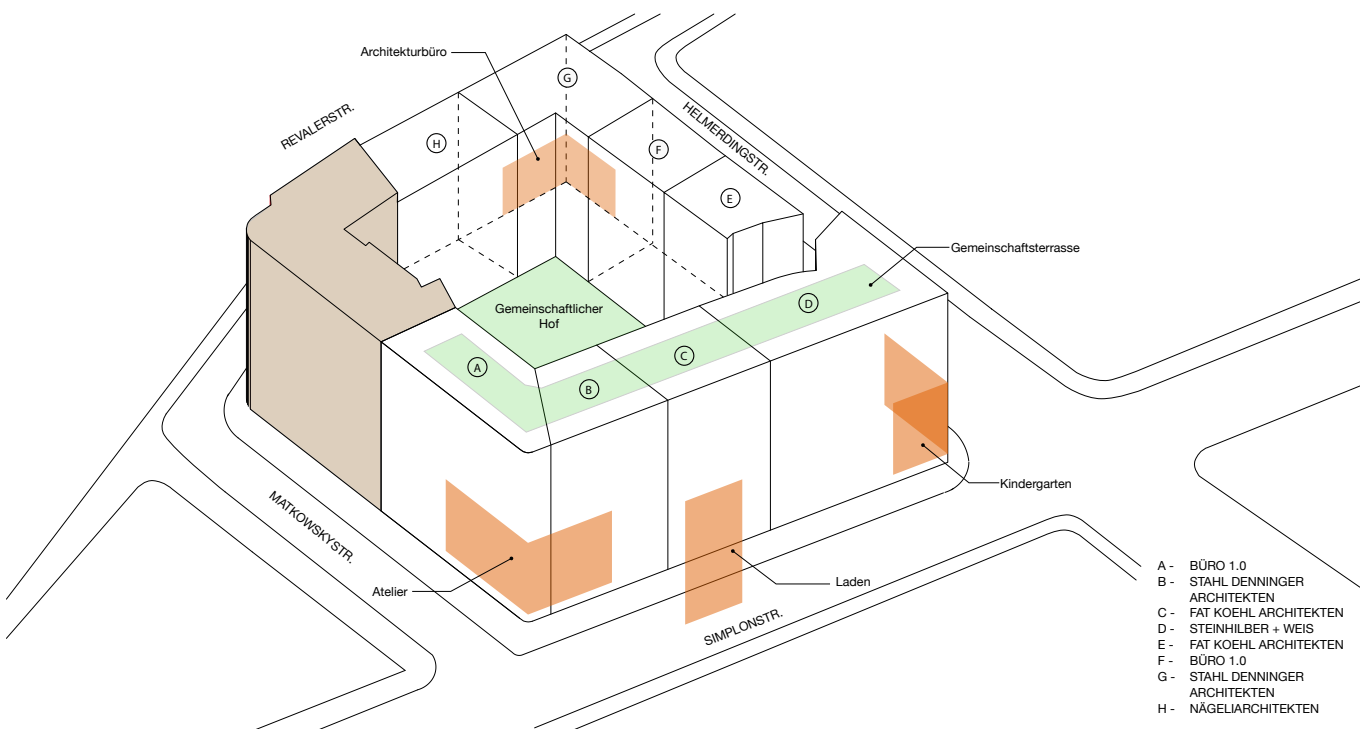 Architekturbüro
G
REVALERSTR.
HELMERDINGSTR.
H
F
E
Gemeinschaftsterrasse
Gemeinschaftlicher
Hof
D
C
A
B
Kindergarten
MATKOWSKYSTR.
Atelier
Laden
SIMPLONSTR.
A - BÜRO 1.0
B - STAHL DENNINGER
ARCHITEKTEN
C - FAT KOEHL ARCHITEKTEN
D - STEINHILBER + WEIS
E - FAT KOEHL ARCHITEKTEN
F - BÜRO 1.0
G - STAHL DENNINGER
ARCHITEKTEN
H - NÄGELIARCHITEKTEN